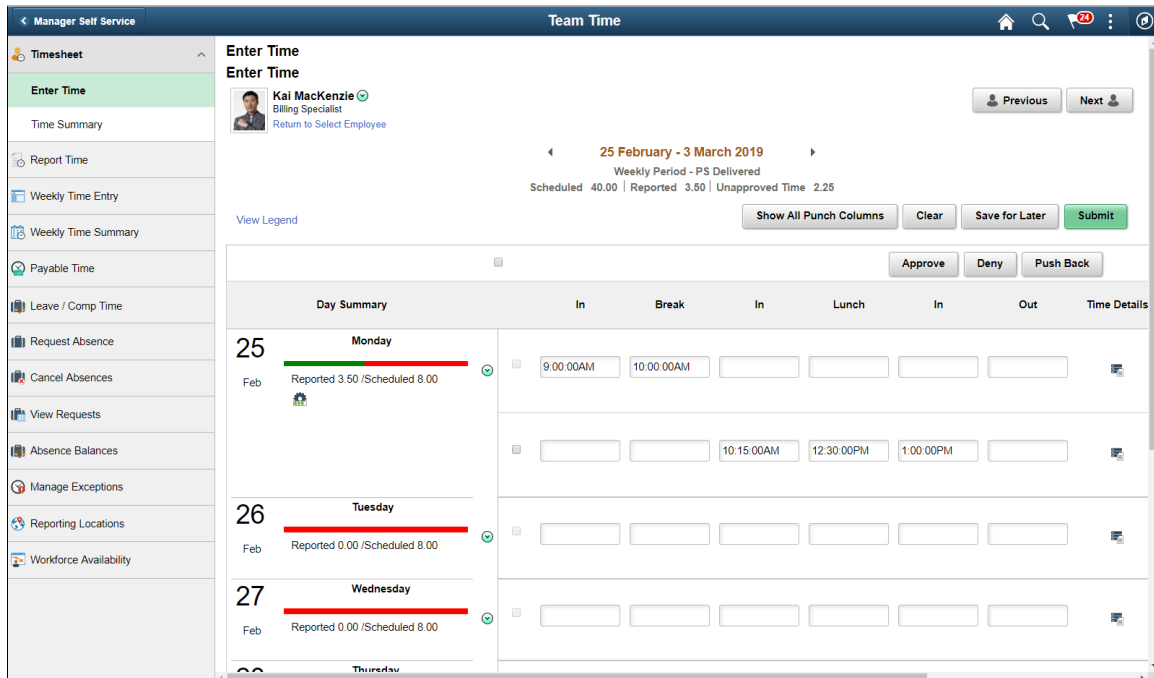 Manager Self Service
Team Time
24
Timesheet
Enter Time
Time Summary
Report Time
Weekly Time Entry
Weekly Time Summary
Payable Time
Leave / Comp Time
Request Absence
Cancel Absences
View Requests
Absence Balances
Manage Exceptions
Reporting Locations
Workforce Availability
Enter Time
Enter Time
Kai MacKenzie
Billing Specialist
Return to Select Employee
Previous Next
25 February - 3 March 2019
Weekly Period - PS Delivered
Scheduled 40.00 | Reported 3.50 | Unapproved Time 2.25
View Legend
Show All Punch Columns Clear Save for Later Submit
Approve Deny Push Back
Day Summary In Break In Lunch In Out Time Details
25 Feb
Monday
Reported 3.50 /Scheduled 8.00
9:00:00AM 10:00:00AM
10:15:00AM 12:30:00PM 1:00:00PM
26 Feb
Tuesday
Reported 0.00 /Scheduled 8.00
27 Feb
Wednesday
Reported 0.00 /Scheduled 8.00
Thursday